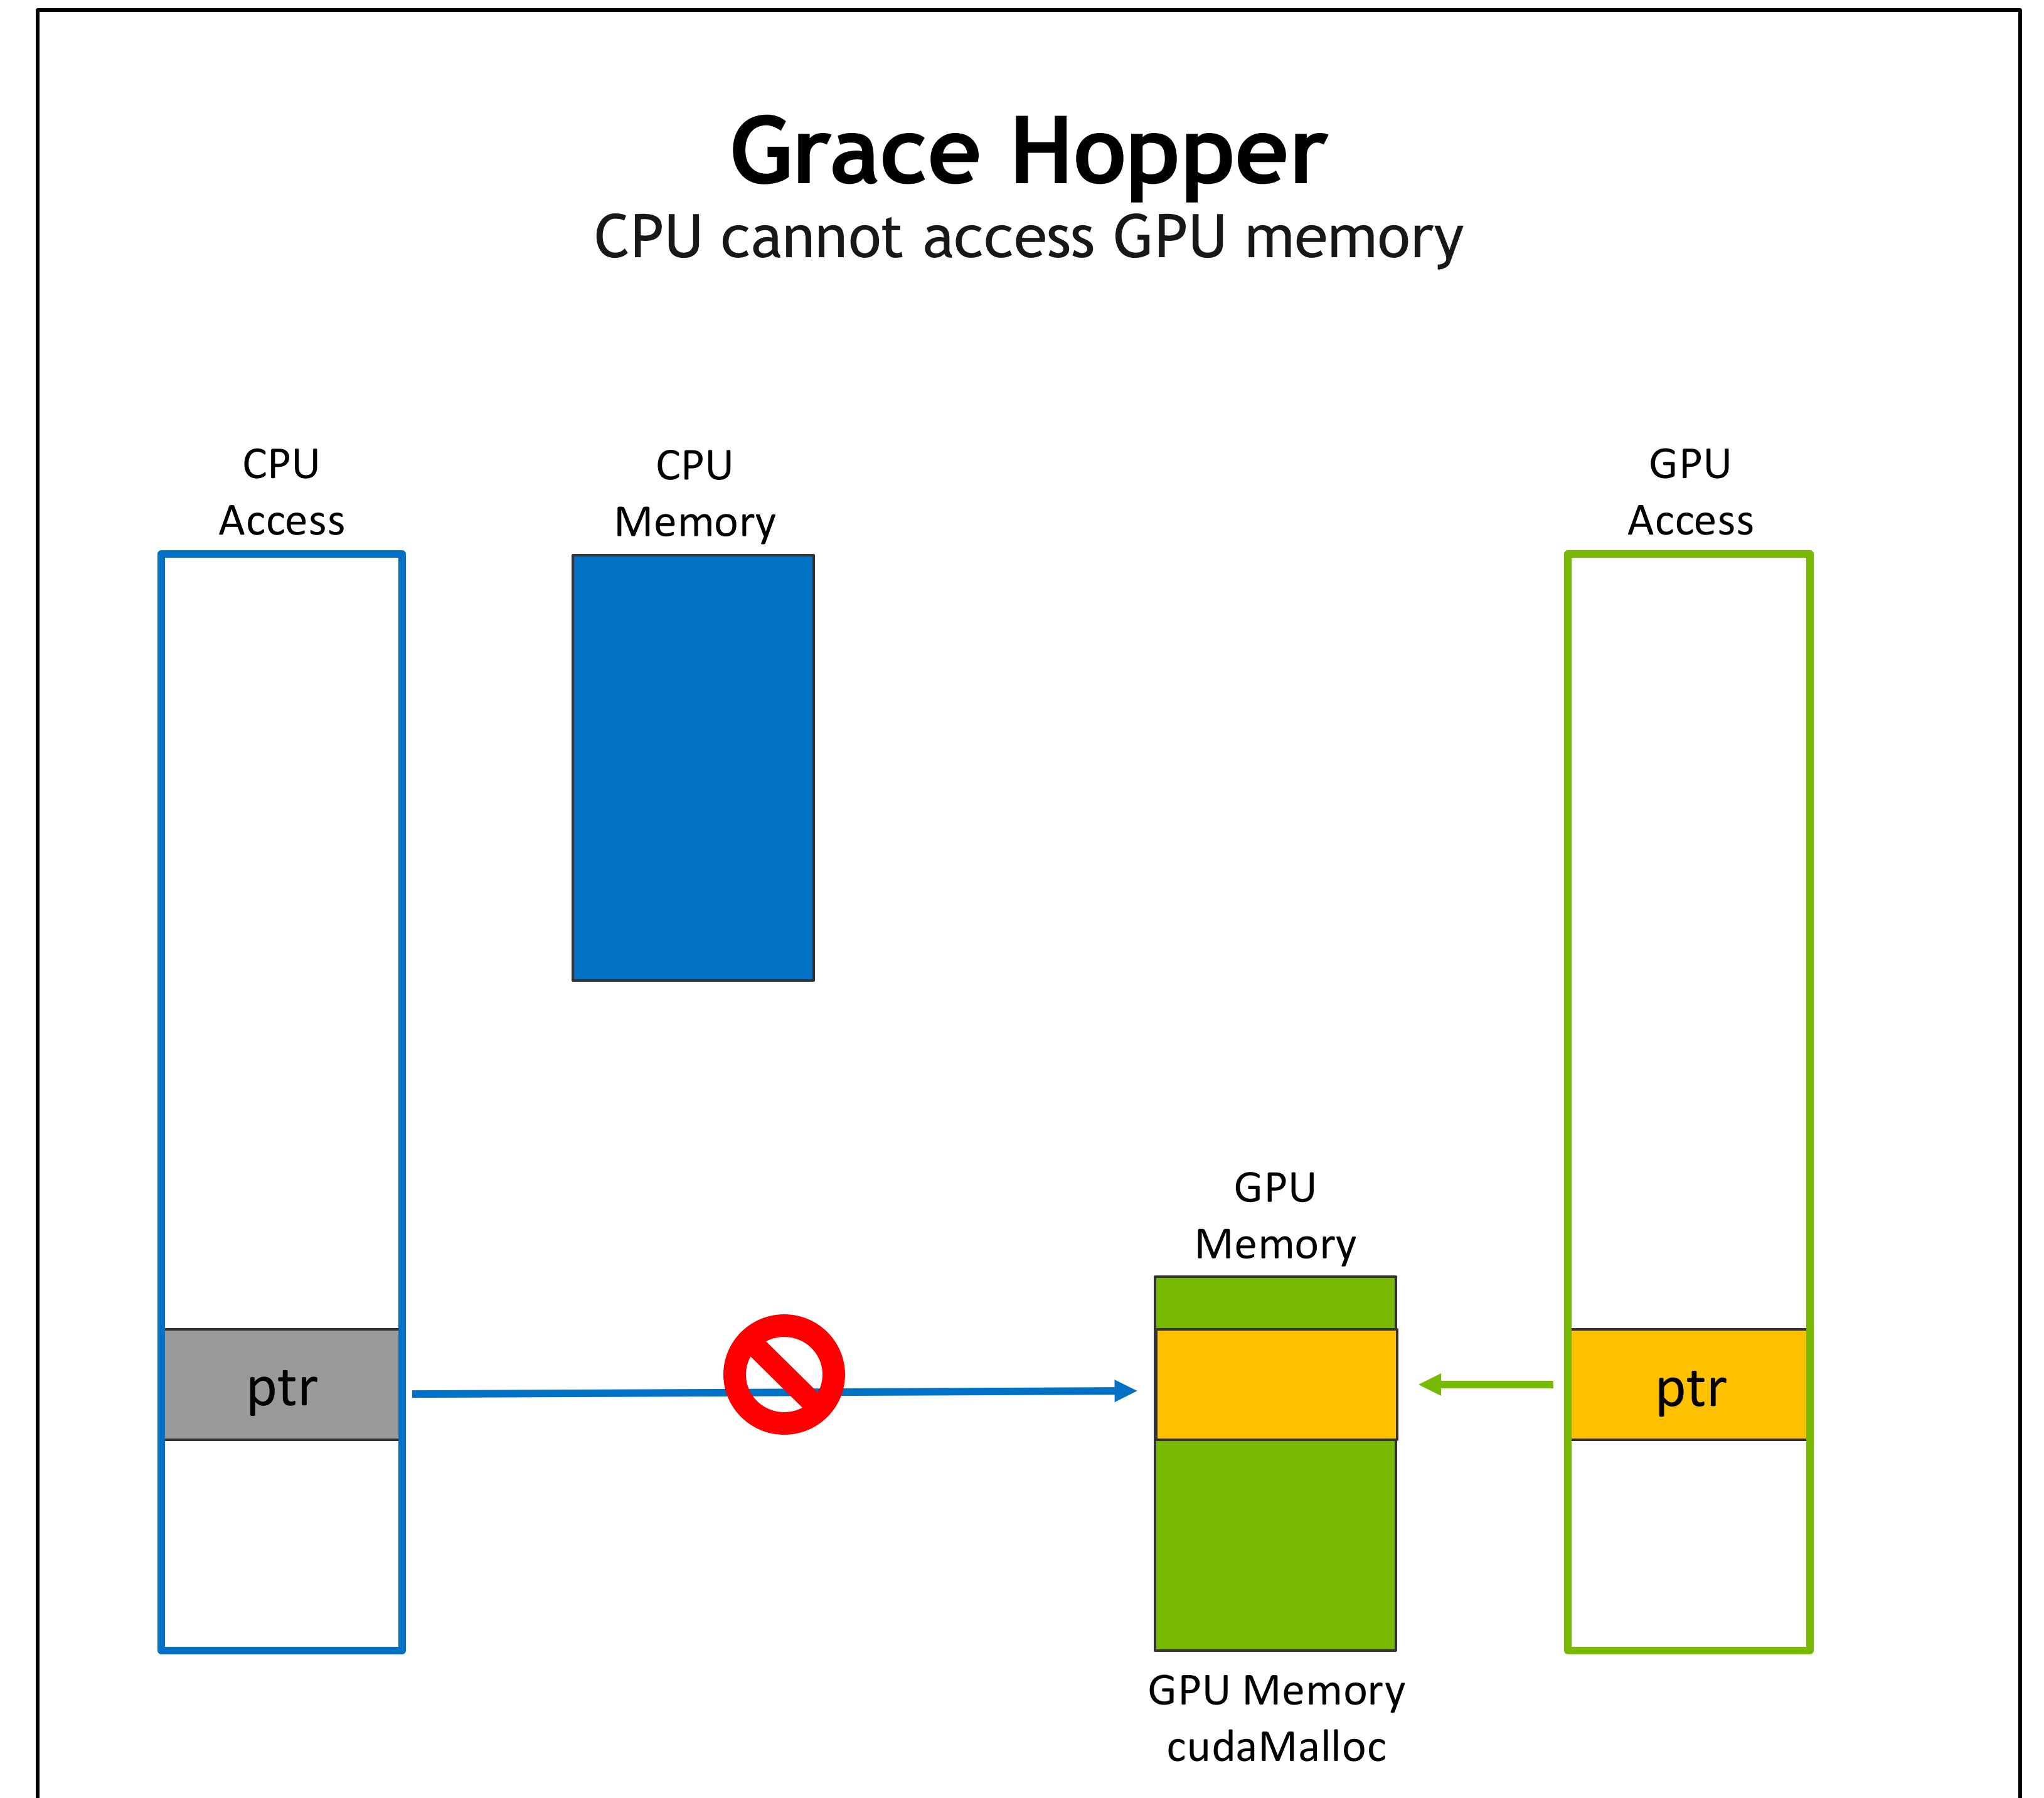 Grace Hopper
CPU cannot access GPU memory
CPU
Access
CPU
Memory
GPU
Access
GPU
Memory
ptr
ptr
GPU Memory
cudaMalloc